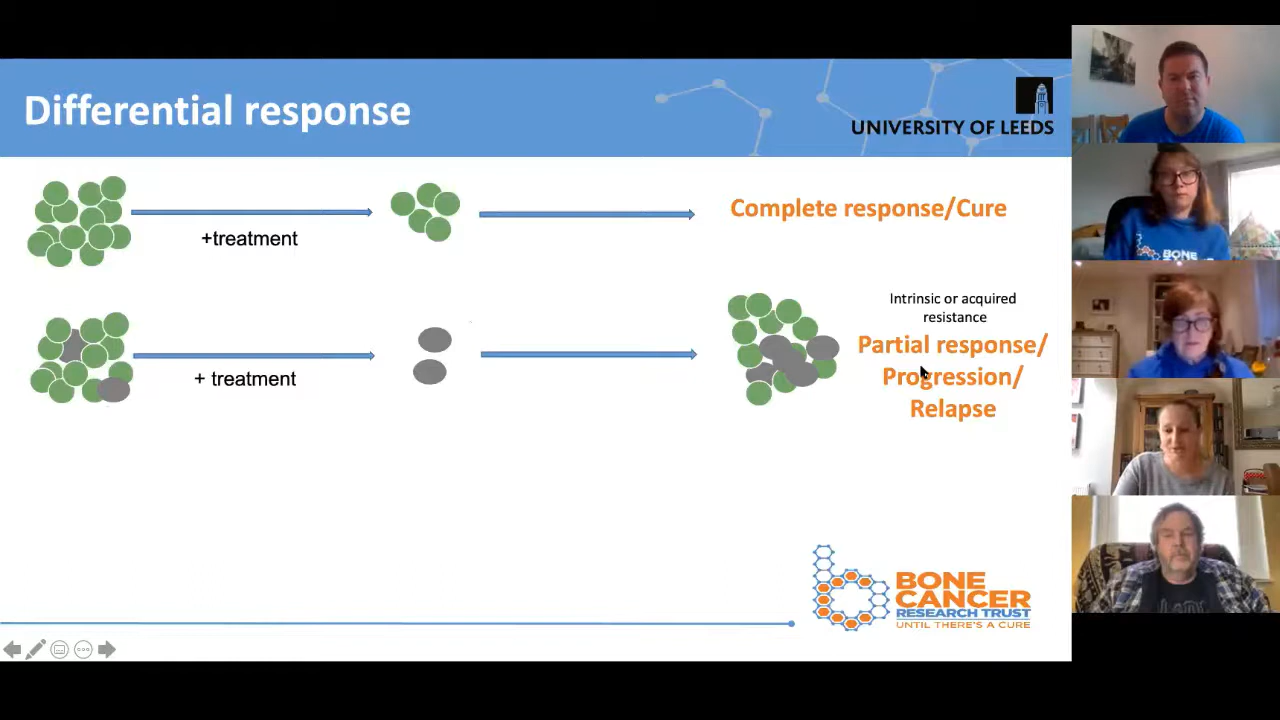 Differential response
UNIVERSITY OF LEEDS
+treatment
Complete response/Cure
+ treatment
Intrinsic or acquired
resistance
Partial response/
Progression/
Relapse
BONE
CANCER
RESEARCH TRUST
UNTIL THERE'S A CURE
BONE